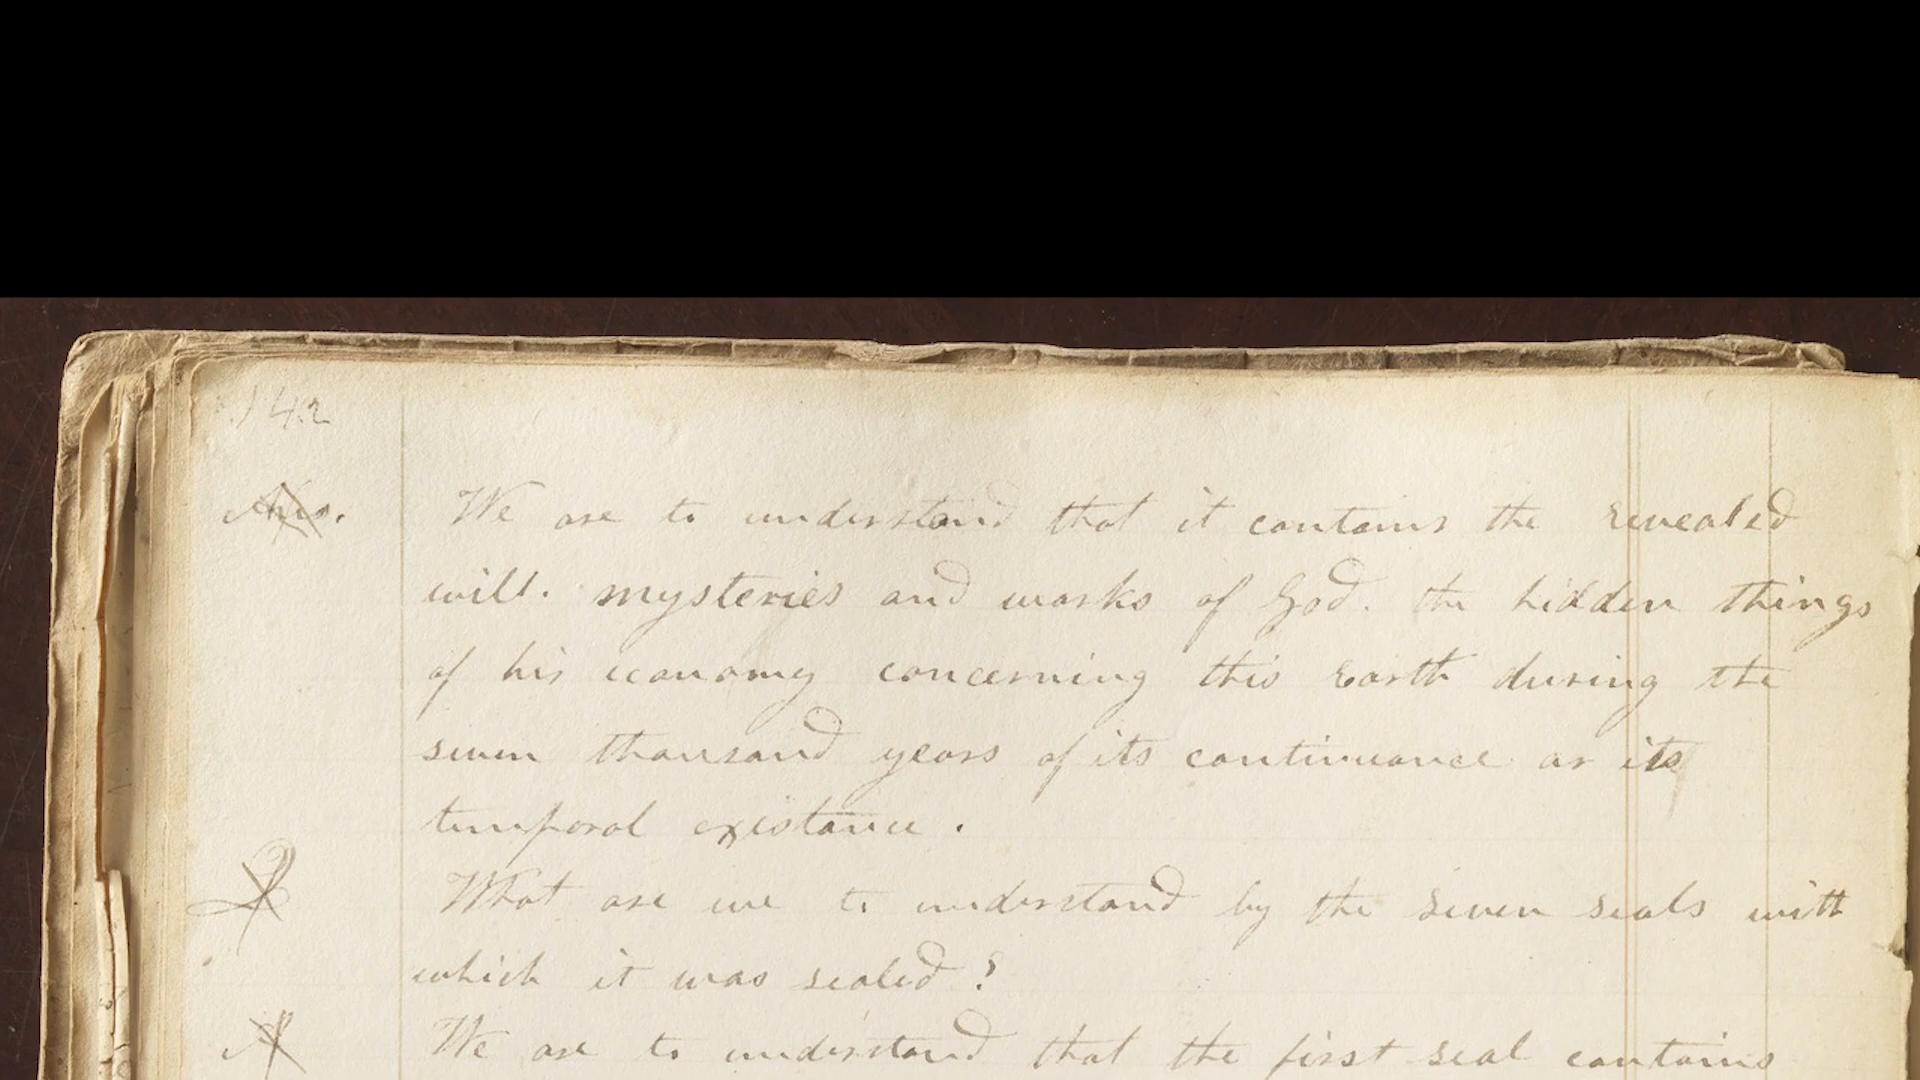 142
Ans. We are to understand that it contains the revealed
will. mysteries and works of God. the hidden things
of his economy concerning this Earth during the
seven thousand years of its continuance or its
temporal existance.
Q What are we to understand by the seven seals with
which it was sealed?
A We are to understand that the first seal contains